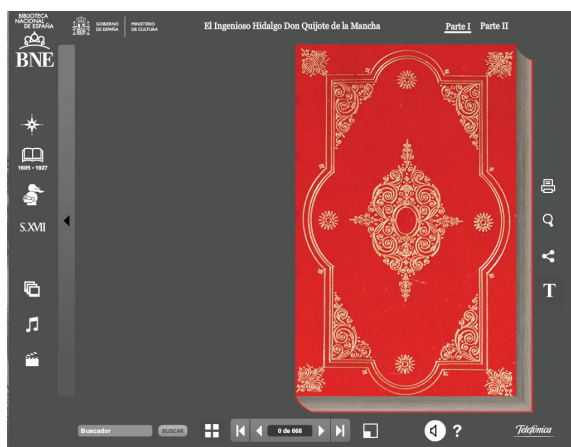 BIBLIOTECA
NACIONAL
DE ESPAÑA
BNE
GOBIERNO
DE ESPAÑA
MINISTERIO
DE CULTURA
El Ingenioso Hidalgo Don Quijote de la Mancha
Parte I Parte II
1605 - 1927
S.XVII
T
Buscador
BUSCAR
0 de 668
?
Telefónica